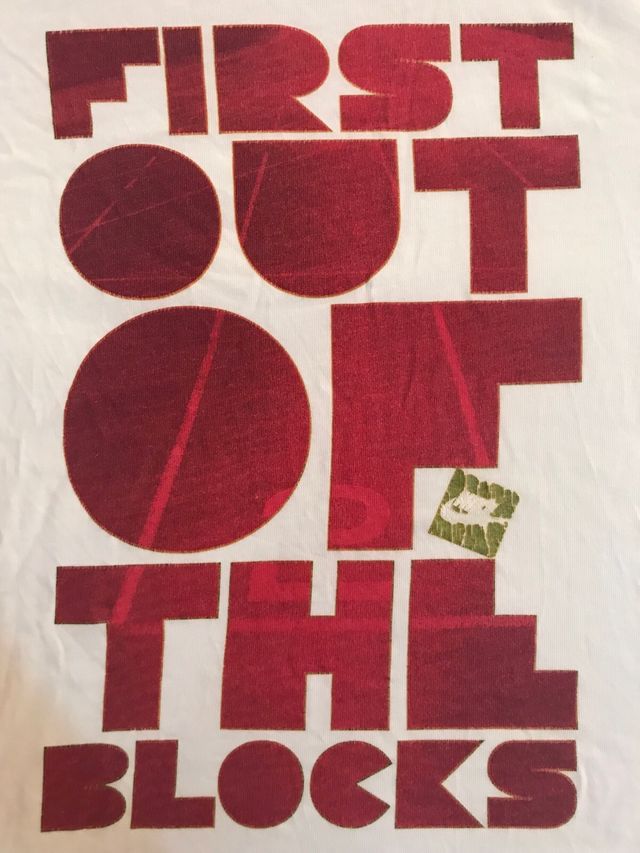 FIRST
OUT
OF
THE
BLOCKS